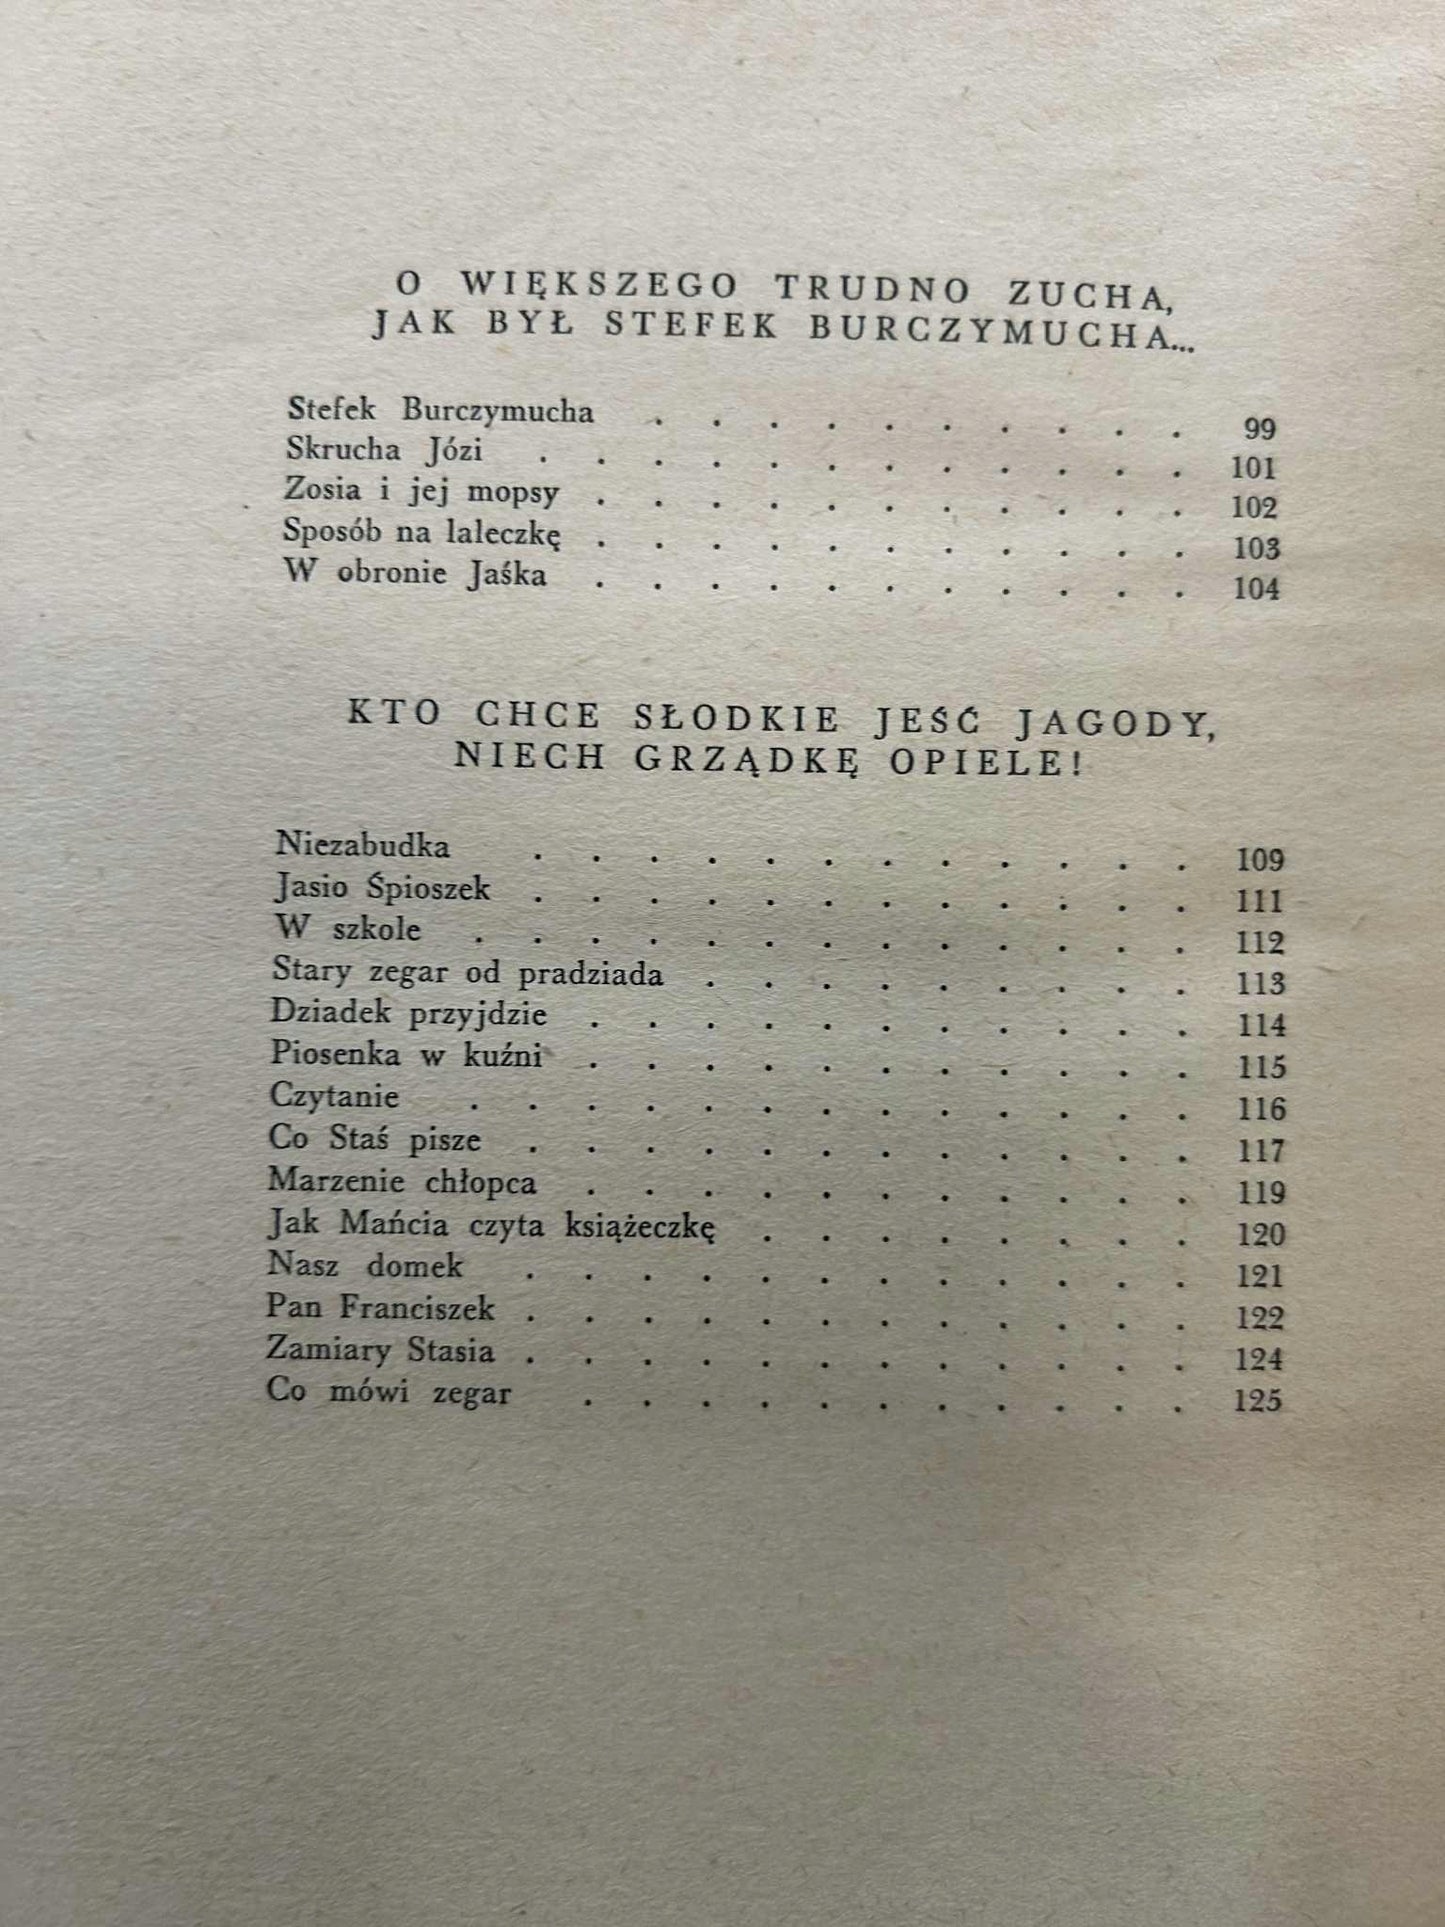 O WIĘKSZEGO TRUDNO ZUCHA,
JAK BYŁ STEFEK BURCZYMUCHA...
Stefek Burczymucha . . . . . . . . . . 99
Skrucha Józi . . . . . . . . . . . . 101
Zosia i jej mopsy . . . . . . . . . . . 102
Sposób na laleczkę . . . . . . . . . . . 103
W obronie Jaśka . . . . . . . . . . . 104
KTO CHCE SŁODKIE JEŚĆ JAGODY,
NIECH GRZĄDKĘ OPIELE!
Niezabudka . . . . . . . . . . . . 109
Jasio Śpioszek . . . . . . . . . . . . 111
W szkole . . . . . . . . . . . . . 112
Stary zegar od pradziada . . . . . . . . . 113
Dziadek przyjdzie . . . . . . . . . . . 114
Piosenka w kuźni . . . . . . . . . . . 115
Czytanie . . . . . . . . . . . . . 116
Co Staś pisze . . . . . . . . . . . . 117
Marzenie chłopca . . . . . . . . . . . 119
Jak Mańcia czyta książeczkę . . . . . . . . 120
Nasz domek . . . . . . . . . . . . 121
Pan Franciszek . . . . . . . . . . . . 122
Zamiary Stasia . . . . . . . . . . . . 124
Co mówi zegar . . . . . . . . . . . 125